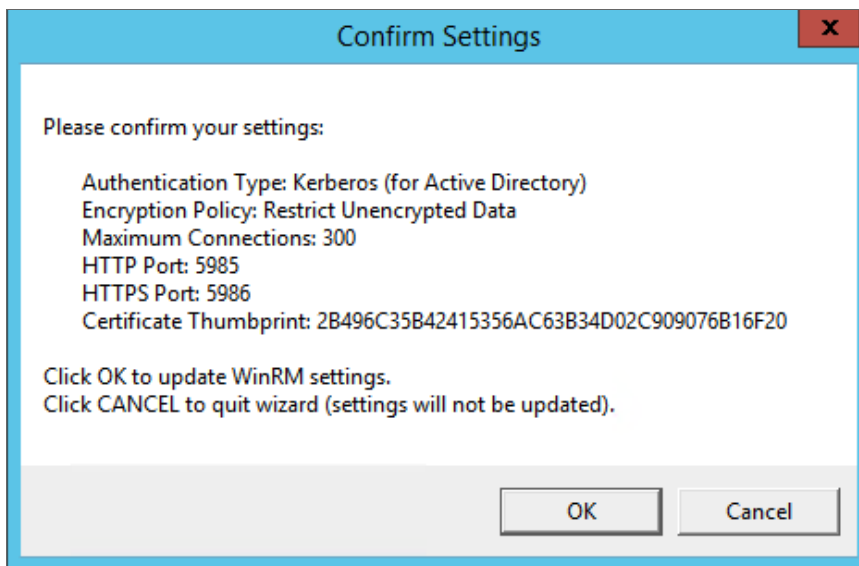 Confirm Settings
x
Please confirm your settings:
Authentication Type: Kerberos (for Active Directory)
Encryption Policy: Restrict Unencrypted Data
Maximum Connections: 300
HTTP Port: 5985
HTTPS Port: 5986
Certificate Thumbprint: 2B496C35B42415356AC63B34D02C909076B16F20
Click OK to update WinRM settings.
Click CANCEL to quit wizard (settings will not be updated).
OK
Cancel